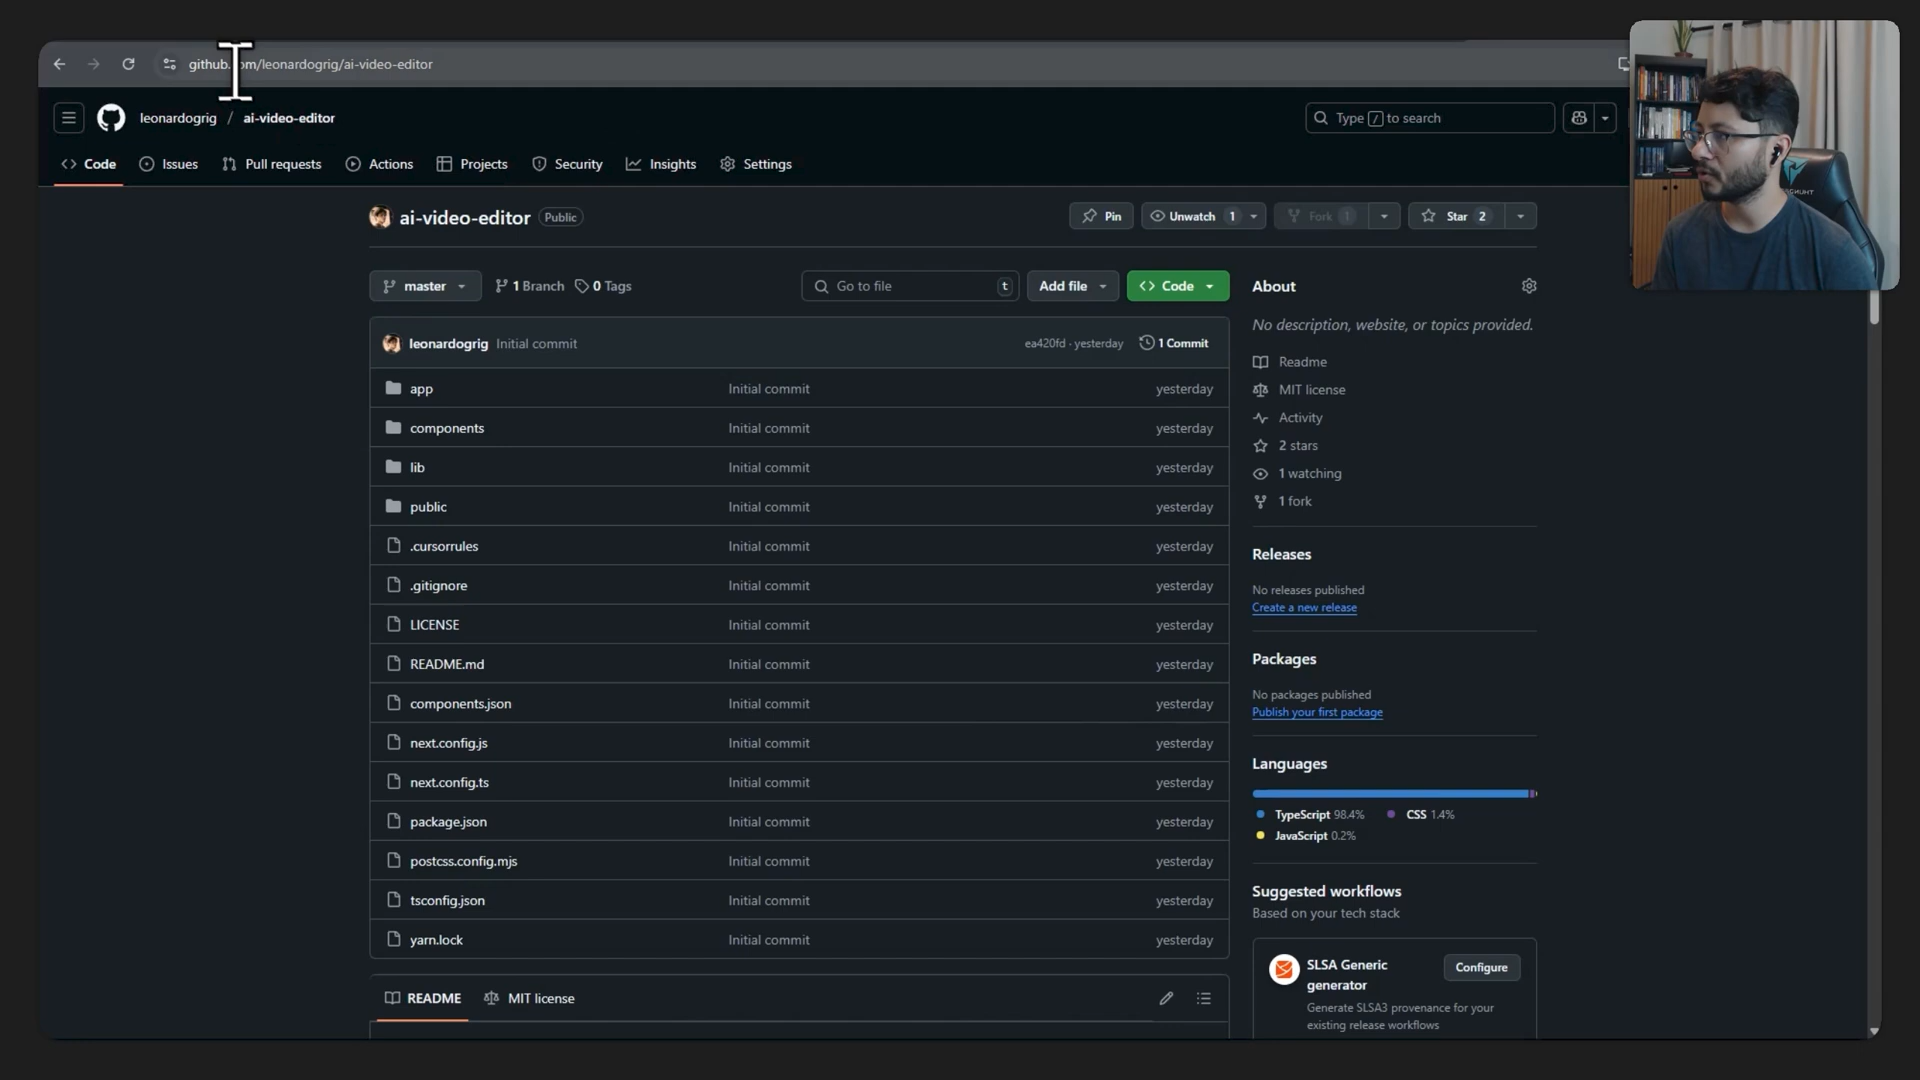 github.com/leonardogrig/ai-video-editor
leonardogrig / ai-video-editor
Type / to search
Code Issues Pull requests Actions Projects Security Insights Settings
ai-video-editor Public
Pin Unwatch 1 Fork 1 Star 2
master 1 Branch 0 Tags Go to file t Add file Code
leonardogrig Initial commit ea420fd · yesterday 1 Commit
app Initial commit yesterday
components Initial commit yesterday
lib Initial commit yesterday
public Initial commit yesterday
.cursorrules Initial commit yesterday
.gitignore Initial commit yesterday
LICENSE Initial commit yesterday
README.md Initial commit yesterday
components.json Initial commit yesterday
next.config.js Initial commit yesterday
next.config.ts Initial commit yesterday
package.json Initial commit yesterday
postcss.config.mjs Initial commit yesterday
tsconfig.json Initial commit yesterday
yarn.lock Initial commit yesterday
README MIT license
About
No description, website, or topics provided.
Readme
MIT license
Activity
2 stars
1 watching
1 fork
Releases
No releases published
Create a new release
Packages
No packages published
Publish your first package
Languages
TypeScript 98.4% CSS 1.4%
JavaScript 0.2%
Suggested workflows
Based on your tech stack
SLSA Generic
generator
Configure
Generate SLSA3 provenance for your
existing release workflows